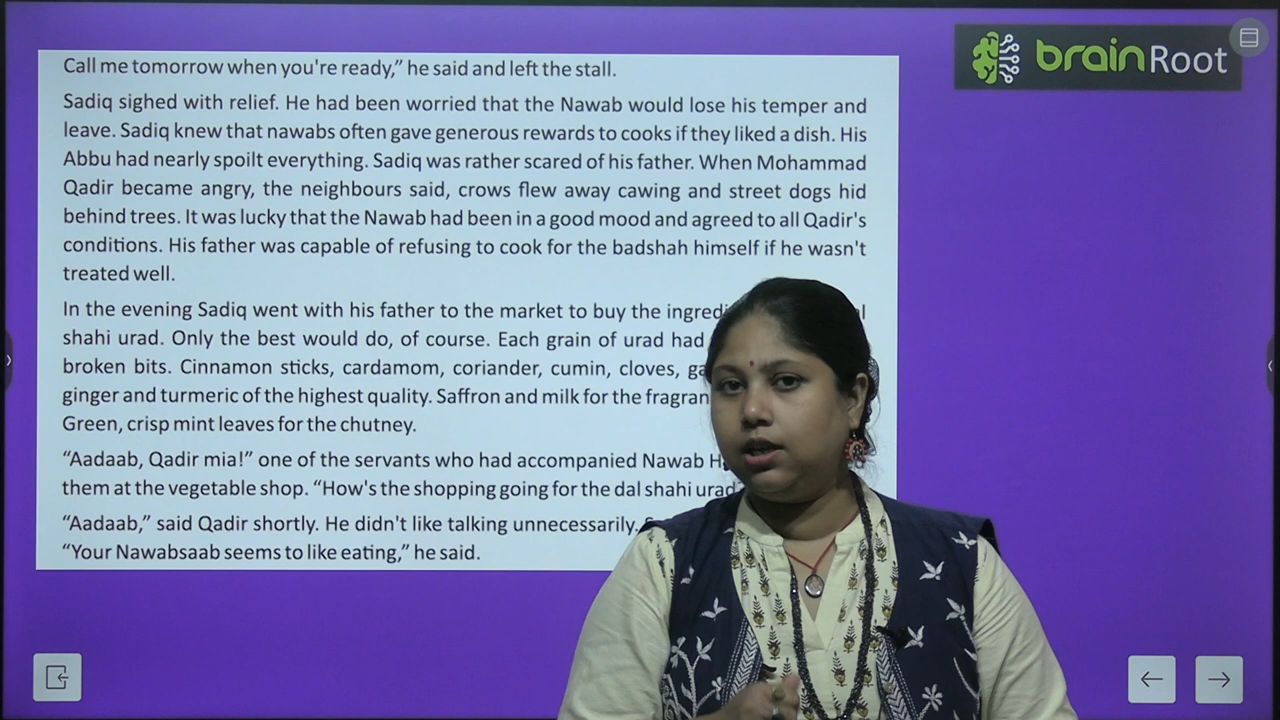 brainRoot
Call me tomorrow when you're ready,” he said and left the stall.
Sadiq sighed with relief. He had been worried that the Nawab would lose his temper and
leave. Sadiq knew that nawabs often gave generous rewards to cooks if they liked a dish. His
Abbu had nearly spoilt everything. Sadiq was rather scared of his father. When Mohammad
Qadir became angry, the neighbours said, crows flew away cawing and street dogs hid
behind trees. It was lucky that the Nawab had been in a good mood and agreed to all Qadir's
conditions. His father was capable of refusing to cook for the badshah himself if he wasn't
treated well.
In the evening Sadiq went with his father to the market to buy the
shahi urad. Only the best would do, of course. Each grain of urad had
broken bits. Cinnamon sticks, cardamom, coriander, cumin, cloves,
ginger and turmeric of the highest quality. Saffron and milk for the
Green, crisp mint leaves for the chutney.
“Aadaab, Qadir mia!” one of the servants who had accompanied Nawab
them at the vegetable shop. “How's the shopping going for the dal shahi urad
“Aadaab,” said Qadir shortly. He didn't like talking unnecessarily.
“Your Nawabsaab seems to like eating,” he said.